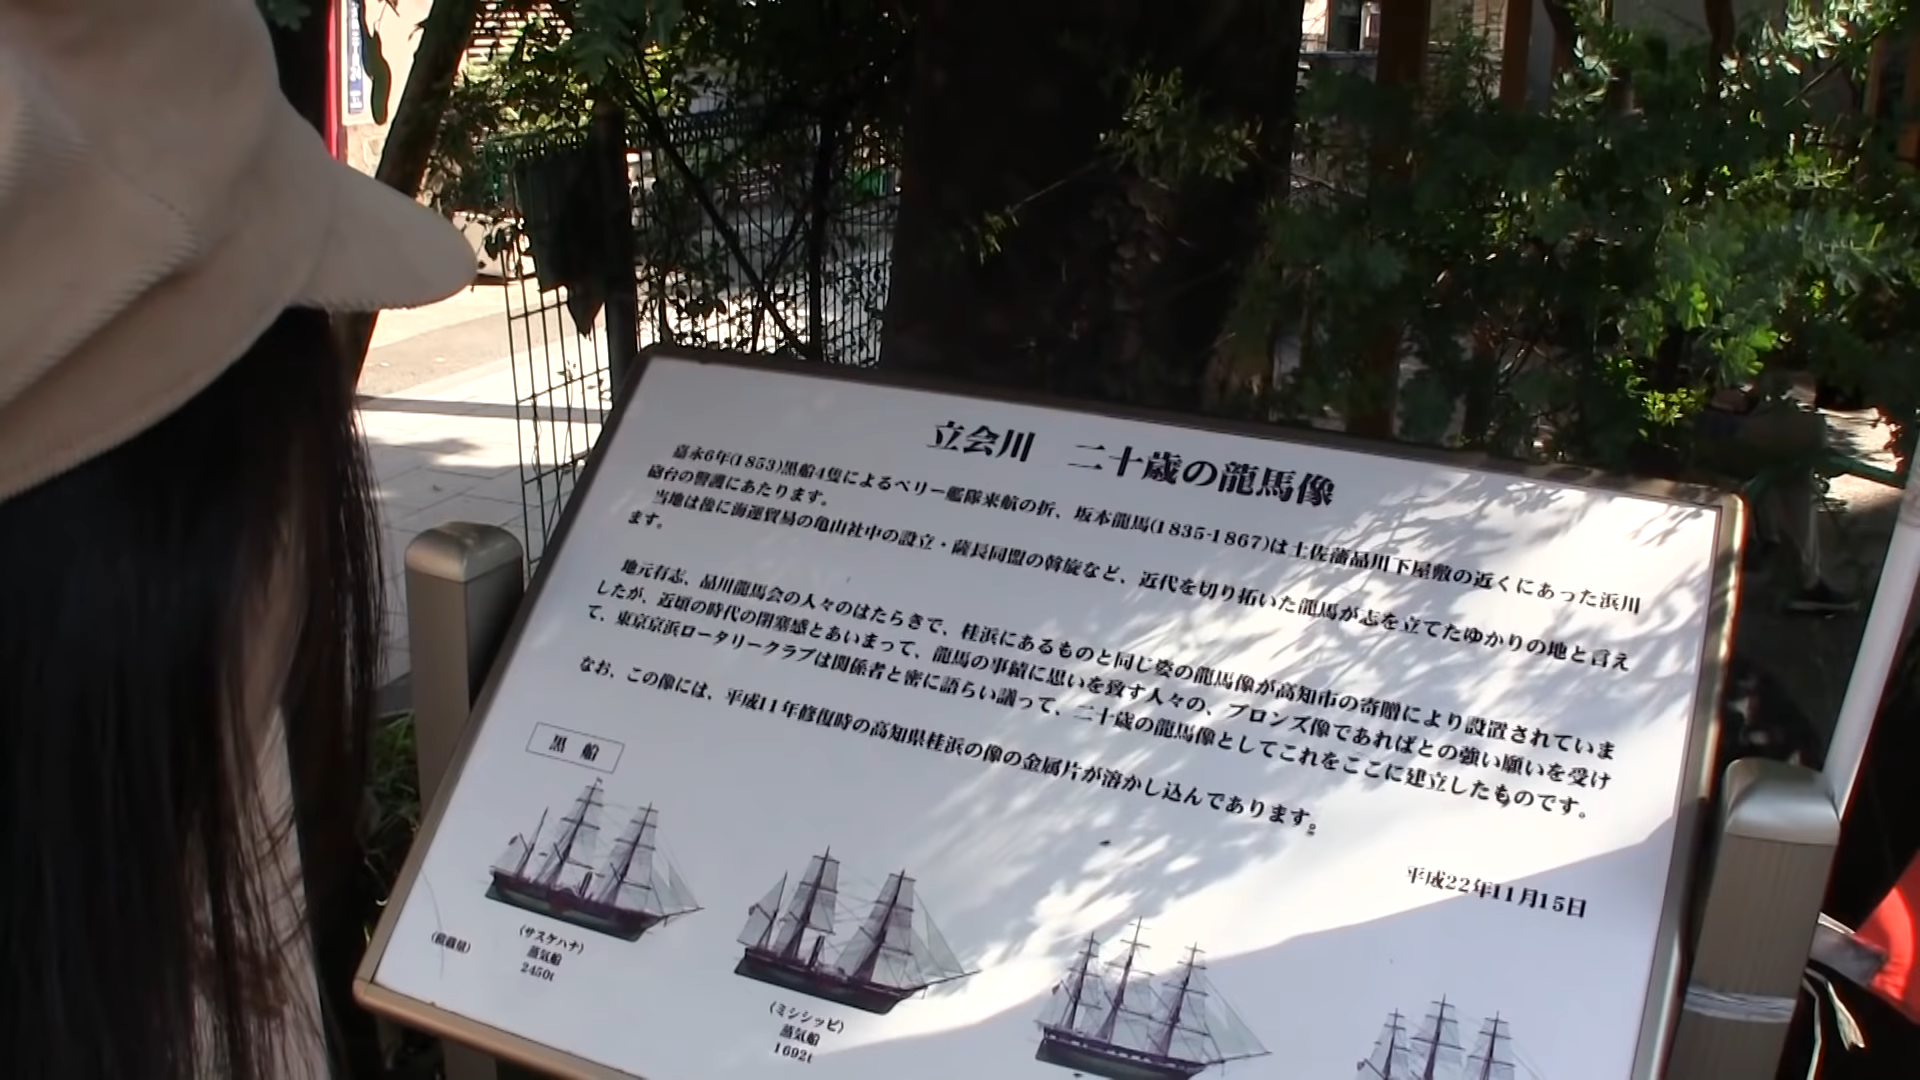 立会川 二十歳の龍馬像
嘉永6年(1853)黒船4隻によるペリー艦隊来航の折、坂本龍馬(1835-1867)は土佐藩品川下屋敷の近くにあった浜川
砲台の警護にあたります。
当地は後に海運貿易の亀山社中の設立・薩長同盟の斡旋など、近代を切り拓いた龍馬が志を立てたゆかりの地と言え
ます。
地元有志、品川龍馬会の人々のはたらきで、桂浜にあるものと同じ姿の龍馬像が高知市の寄贈により設置されていま
したが、近頃の時代の閉塞感とあいまって、龍馬の事績に思いを致す人々の、ブロンズ像であればとの強い願いを受け
て、東京京浜ロータリークラブは関係者と密に語らい議って、二十歳の龍馬像としてこれをここに建立したものです。
なお、この像には、平成11年修復時の高知県桂浜の像の金属片が溶かし込んであります。
平成22年11月15日
黒船
(積載量)
(サスケハナ)
蒸気船
2450t
(ミシシッピ)
蒸気船
1692t